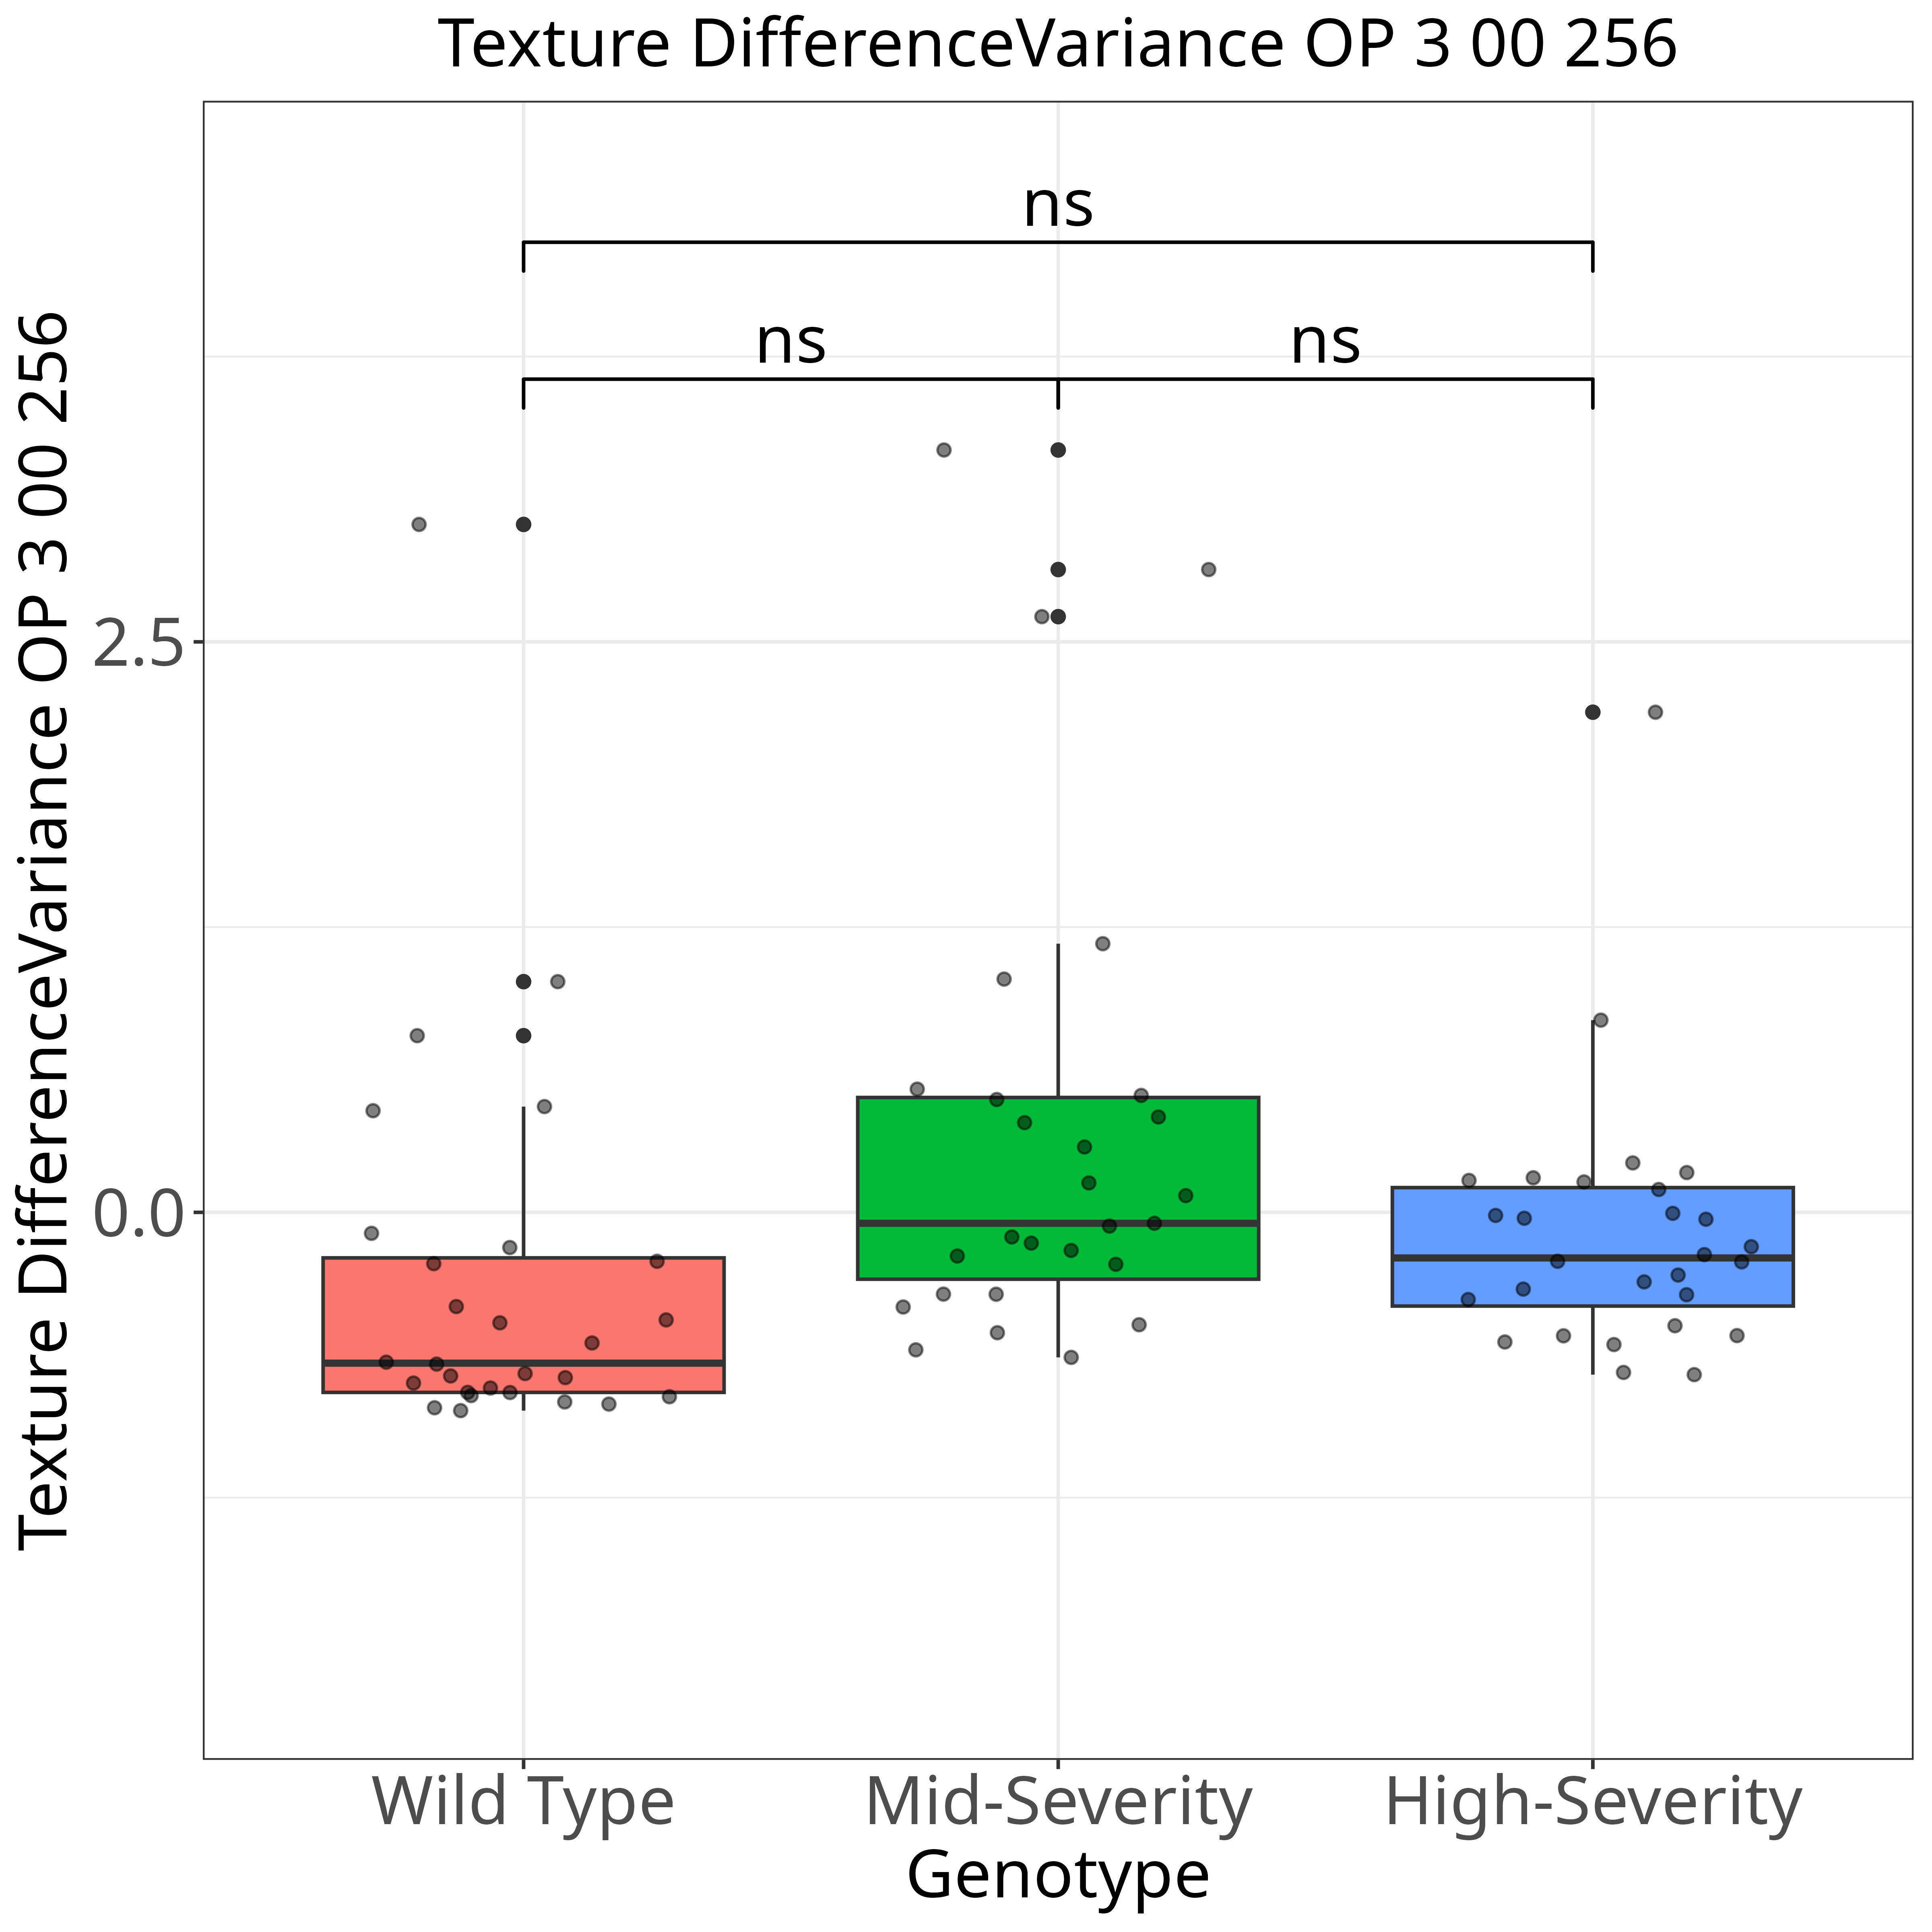 Texture DifferenceVariance OP 3 00 256
ns
ns ns
Texture DifferenceVariance OP 3 00 256
2.5
0.0
Wild Type Mid-Severity High-Severity
Genotype